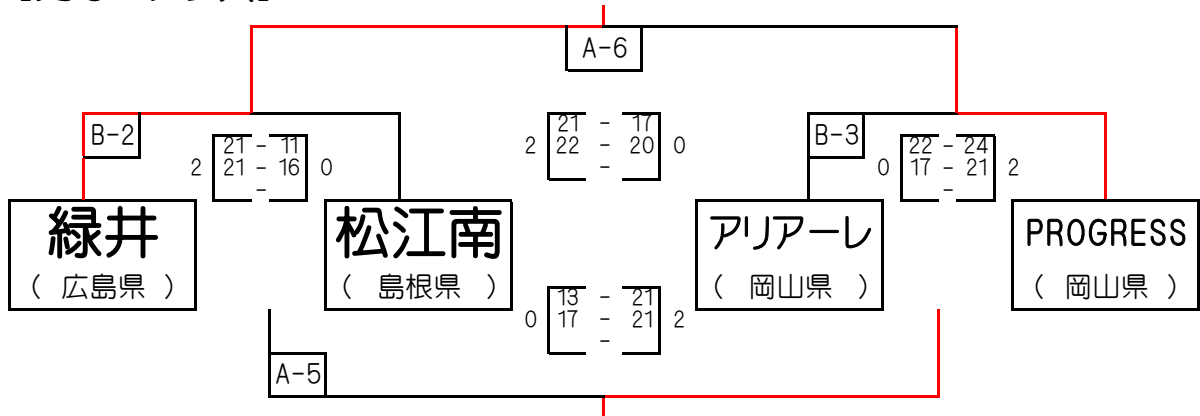 A-6
B-2
21 - 11
2 21 - 16 0
-
21 - 17
2 22 - 20 0
-
B-3
22 - 24
0 17 - 21 2
-
緑井
( 広島県 )
松江南
( 島根県 )
アリアーレ
( 岡山県 )
PROGRESS
( 岡山県 )
13 - 21
0 17 - 21 2
-
A-5